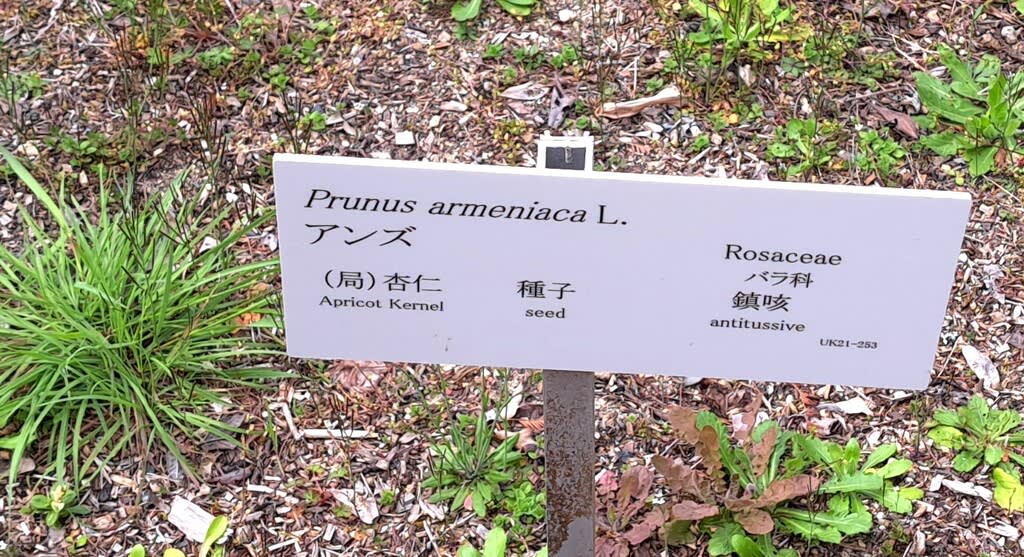 Prunus armeniaca L.
アンズ
(局)杏仁
Apricot Kernel
種子
seed
Rosaceae
バラ科
鎮咳
antitussive
UK21-253